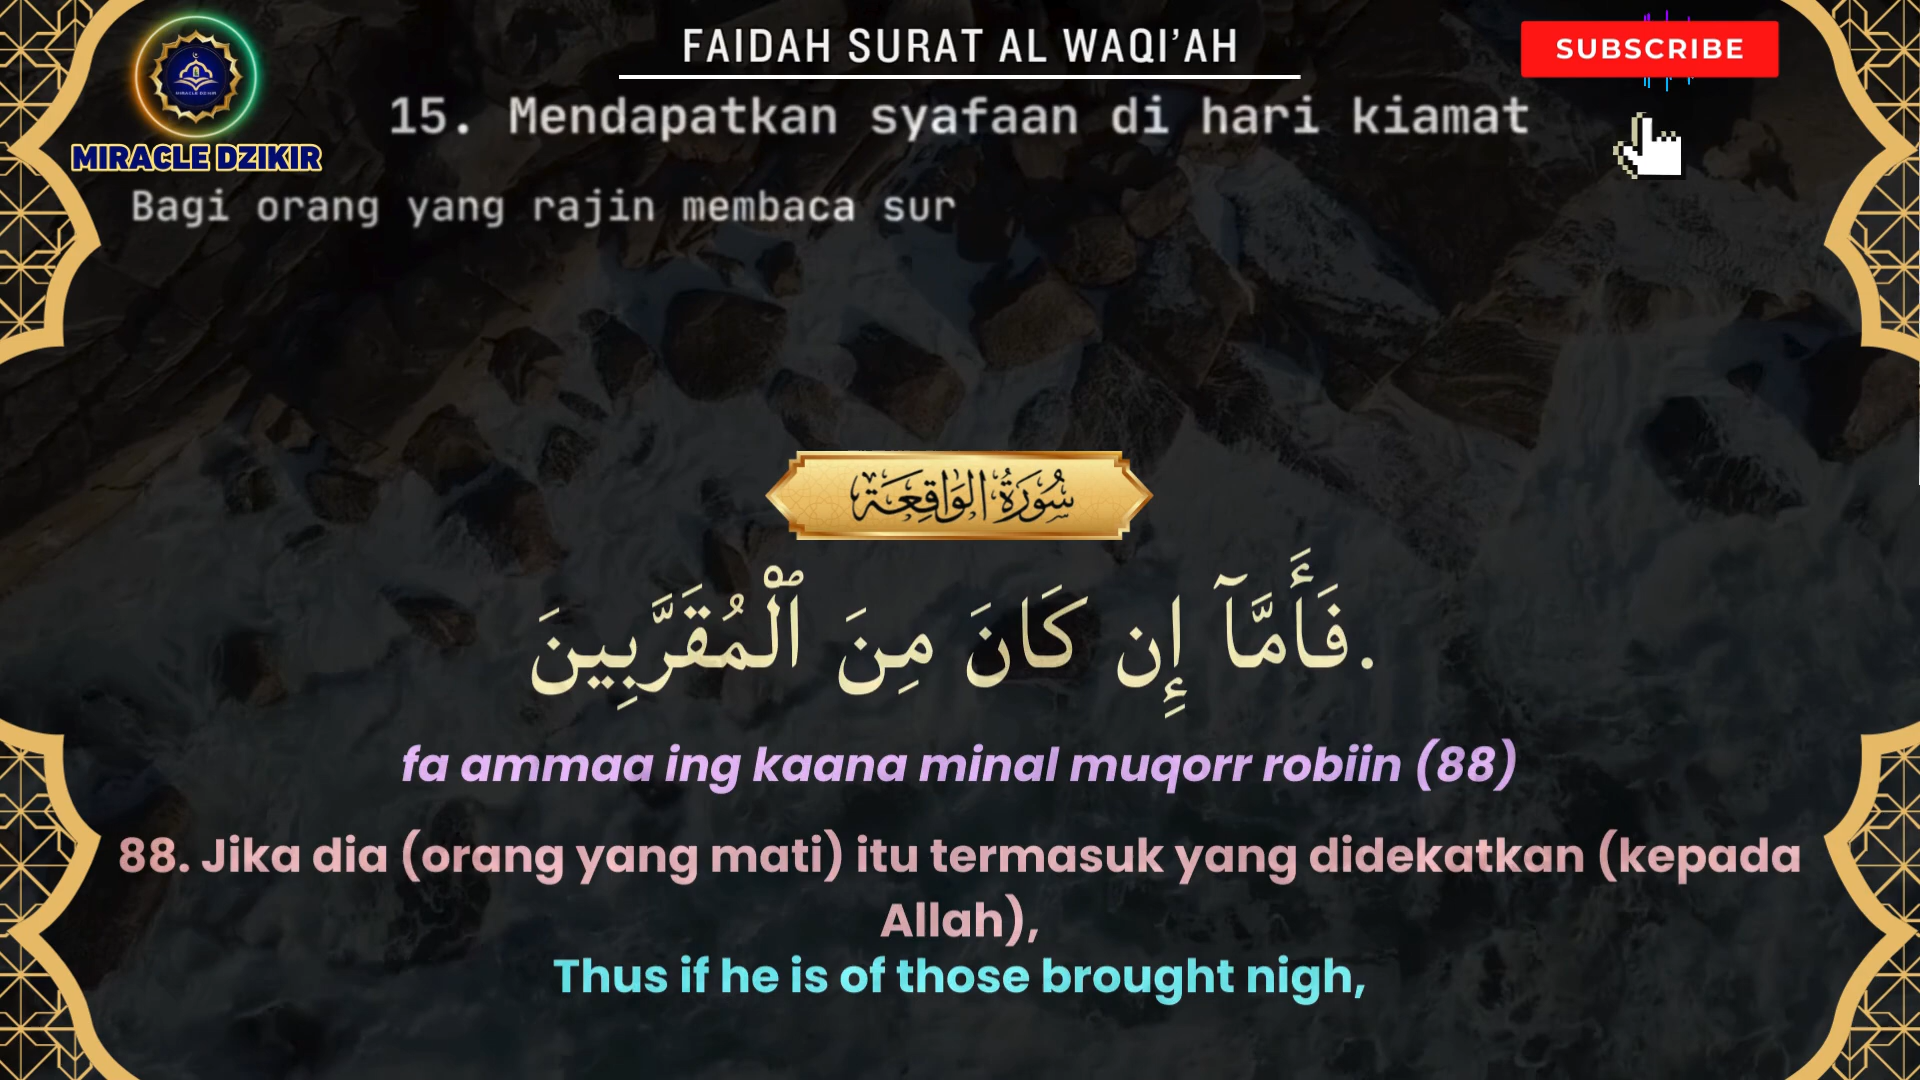 FAIDAH SURAT AL WAQI’AH
SUBSCRIBE
15. Mendapatkan syafaan di hari kiamat
MIRACLE DZIKIR
Bagi orang yang rajin membaca sur
سُورَةُ الوَاقِعَة
.فَأَمَّآ إِن كَانَ مِنَ ٱلْمُقَرَّبِينَ
fa ammaa ing kaana minal muqorr robiin (88)
88. Jika dia (orang yang mati) itu termasuk yang didekatkan (kepada
Allah),
Thus if he is of those brought nigh,